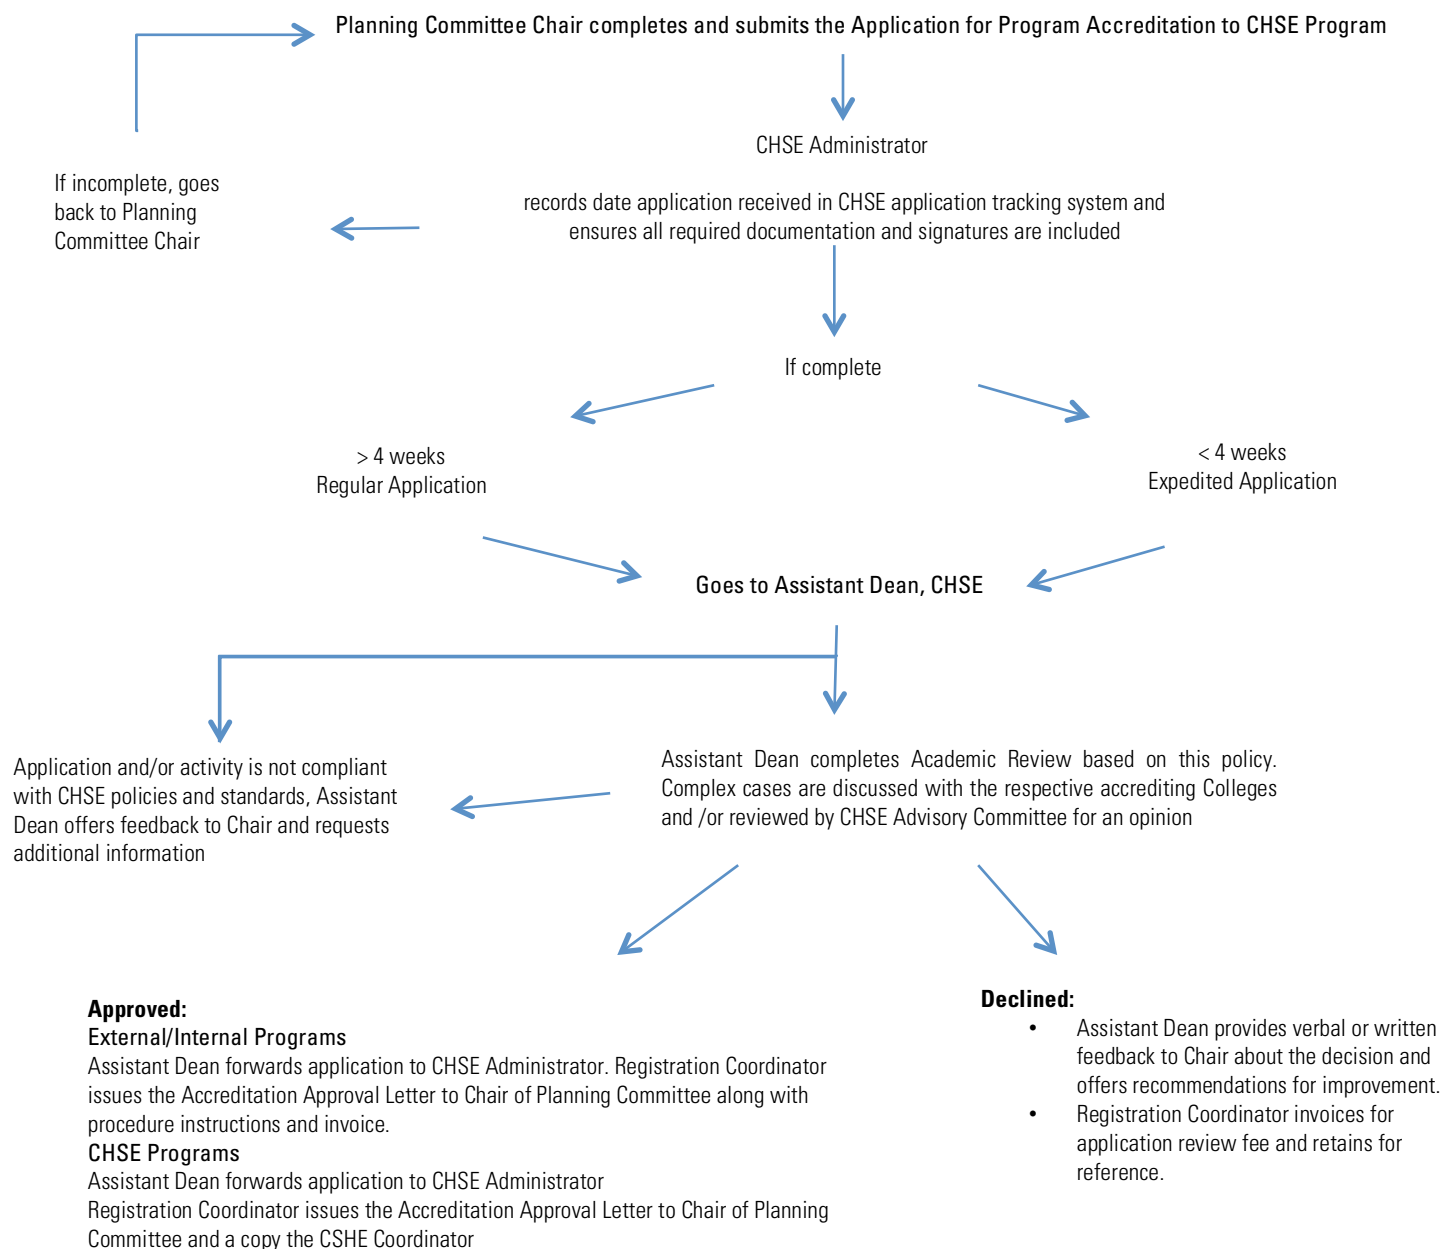 Planning Committee Chair completes and submits the Application for Program Accreditation to CHSE Program
CHSE Administrator
records date application received in CHSE application tracking system and
ensures all required documentation and signatures are included
If incomplete, goes
back to Planning
Committee Chair
If complete
> 4 weeks
Regular Application
< 4 weeks
Expedited Application
Goes to Assistant Dean, CHSE
Application and/or activity is not compliant
with CHSE policies and standards, Assistant
Dean offers feedback to Chair and requests
additional information
Assistant Dean completes Academic Review based on this policy.
Complex cases are discussed with the respective accrediting Colleges
and /or reviewed by CHSE Advisory Committee for an opinion
Approved:
External/Internal Programs
Assistant Dean forwards application to CHSE Administrator. Registration Coordinator
issues the Accreditation Approval Letter to Chair of Planning Committee along with
procedure instructions and invoice.
CHSE Programs
Assistant Dean forwards application to CHSE Administrator
Registration Coordinator issues the Accreditation Approval Letter to Chair of Planning
Committee and a copy the CSHE Coordinator
Declined:
• Assistant Dean provides verbal or written
feedback to Chair about the decision and
offers recommendations for improvement.
• Registration Coordinator invoices for
application review fee and retains for
reference.